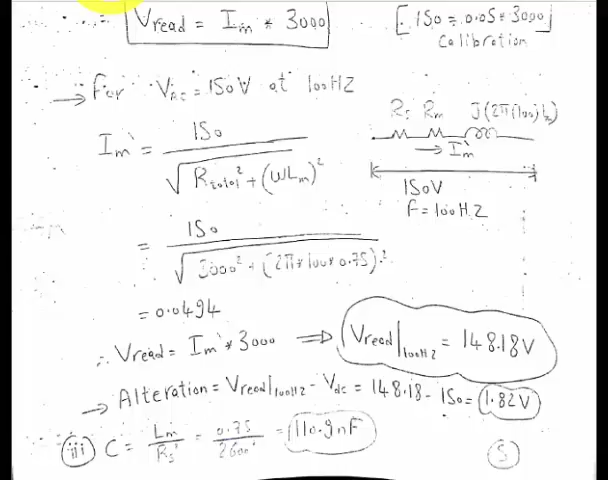 ∴ Vread = Im * 3000
[∴ 150 = 0.05 * 3000]
Calibration
→ For VAC = 150V at 100HZ
Rs Rm J(2π(100)Lm)
→ Im`
150V
F = 100HZ
Im` = 150 / √(Rtotal² + (WLm)²)
= 150 / √(3000² + (2π*100*0.75)²)
= 0.0494
∴ Vread = Im` * 3000 ⇒ Vread|100HZ = 148.18V
→ Alteration = Vread|100HZ - Vdc = 148.18 - 150 = 1.82V
(iii) C = Lm / Rs² = 0.75 / 2600² = 110.9nF
5